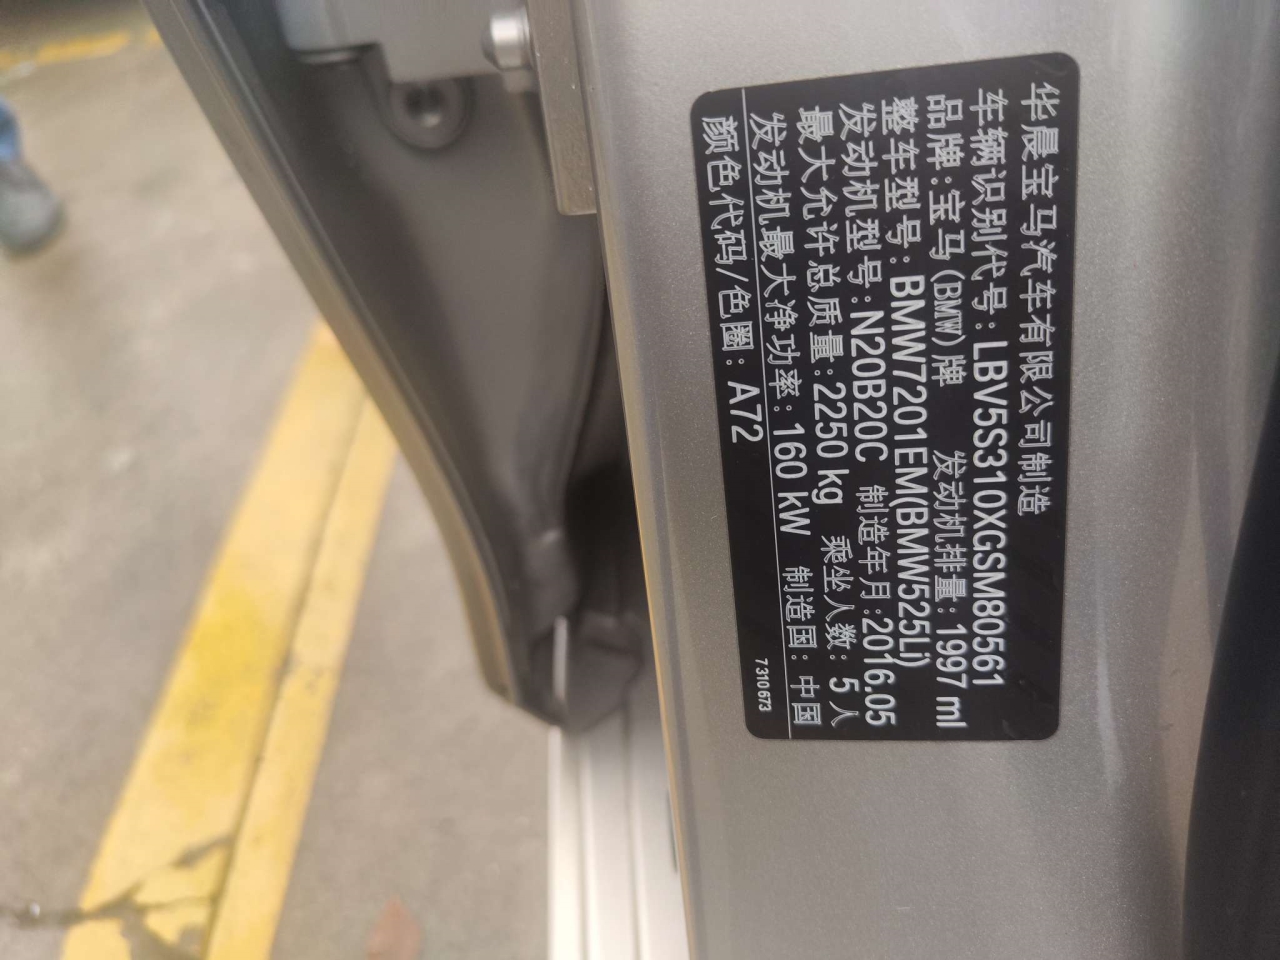 华晨宝马汽车有限公司制造
车辆识别代号:LBV5S310XGSM80561
品牌:宝马(BMW)牌 发动机排量:1997 ml
整车型号:BMW7201EM(BMW525Li)
发动机型号:N20B20C 制造年月:2016.05
最大允许总质量:2250 kg 乘坐人数:5人
发动机最大净功率:160 kW 制造国:中国
颜色代码/色圈:A72 7 310 673